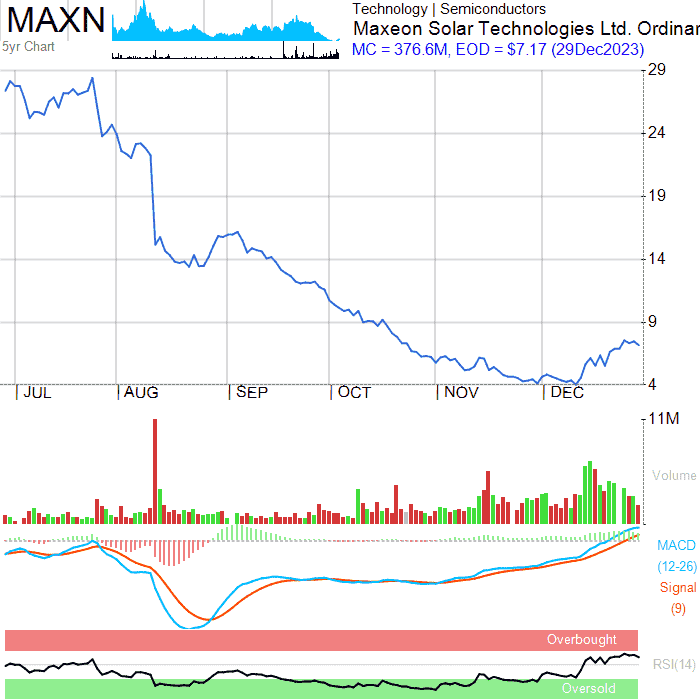 MAXN
5yr Chart
Technology | Semiconductors
Maxeon Solar Technologies Ltd. Ordinar
MC = 376.6M, EOD = $7.17 (29Dec2023)
29
24
19
14
9
4
JUL AUG SEP OCT NOV DEC
11M
Volume
MACD
(12-26)
Signal
(9)
Overbought
RSI(14)
Oversold